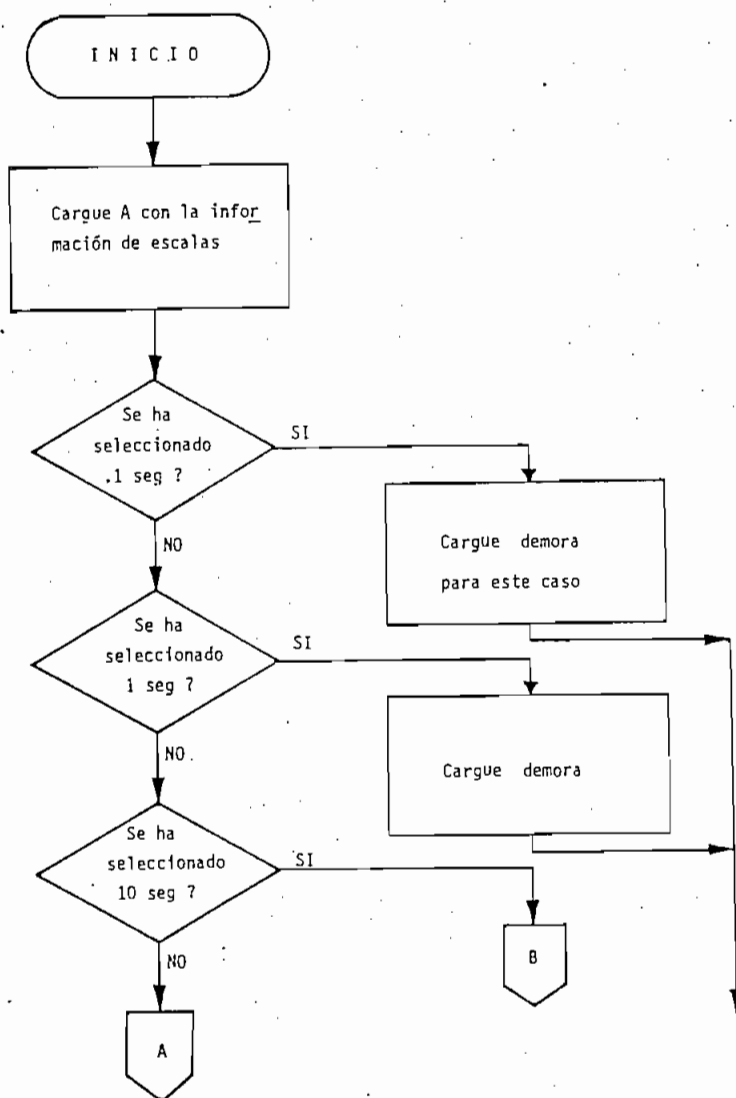 INICIO
Cargue A con la infor
mación de escalas
Se ha
seleccionado
.1 seg ?
SI
Cargue demora
para este caso
NO
Se ha
seleccionado
1 seg ?
SI
Cargue demora
NO
Se ha
seleccionado
10 seg ?
SI
B
NO
A